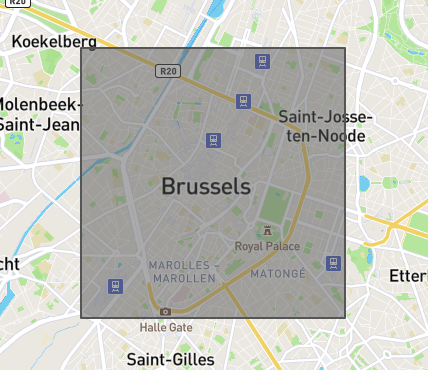 R20
Koekelberg
R20
Molenbeek-
Saint-Jean
Saint-Josse-
ten-Noode
Brussels
Royal Palace
MAROLLES –
MAROLLEN
MATONGÉ
cht
Etter
Halle Gate
Saint-Gilles